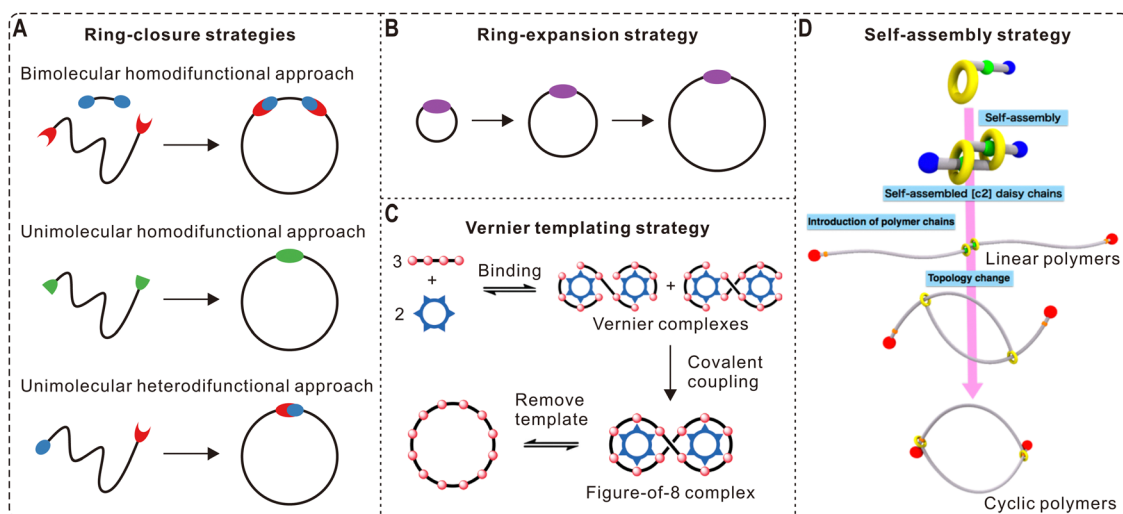 A
Ring-closure strategies
Bimolecular homodifunctional approach
Unimolecular homodifunctional approach
Unimolecular heterodifunctional approach
B
Ring-expansion strategy
C
Vernier templating strategy
3
+
2
Binding
+
Vernier complexes
Covalent
coupling
Remove
template
Figure-of-8 complex
D
Self-assembly strategy
Self-assembly
Self-assembled [c2] daisy chains
Introduction of polymer chains
Linear polymers
Topology change
Cyclic polymers